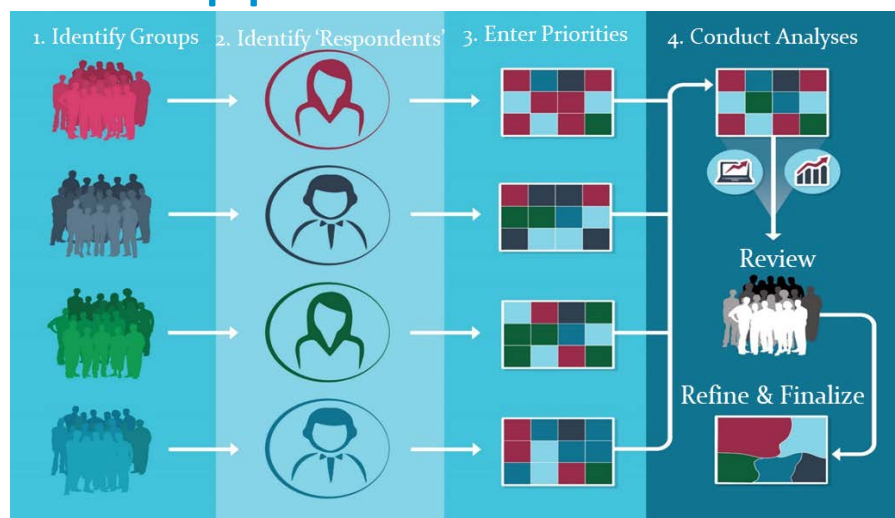 1. Identify Groups
2. Identify 'Respondents'
3. Enter Priorities
4. Conduct Analyses
Review
Refine & Finalize